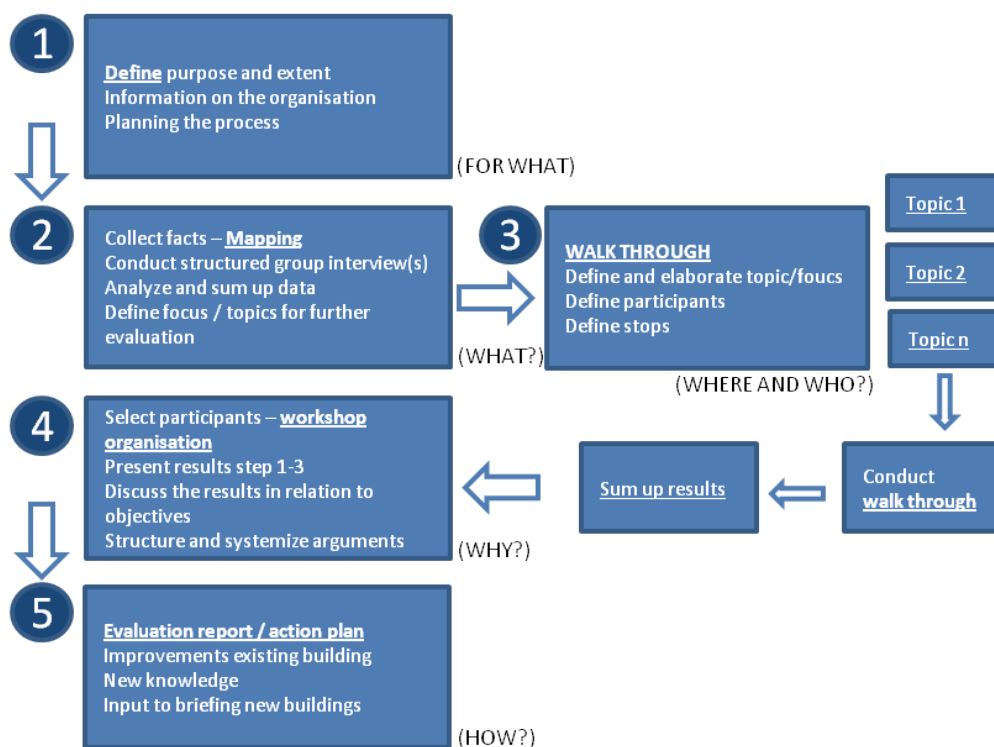 1
Define purpose and extent
Information on the organisation
Planning the process
(FOR WHAT)
2
Collect facts – Mapping
Conduct structured group interview(s)
Analyze and sum up data
Define focus / topics for further
evaluation
(WHAT?)
3
WALK THROUGH
Define and elaborate topic/foucs
Define participants
Define stops
(WHERE AND WHO?)
Topic 1
Topic 2
Topic n
Conduct
walk through
Sum up results
4
Select participants – workshop
organisation
Present results step 1-3
Discuss the results in relation to
objectives
Structure and systemize arguments
(WHY?)
5
Evaluation report / action plan
Improvements existing building
New knowledge
Input to briefing new buildings
(HOW?)